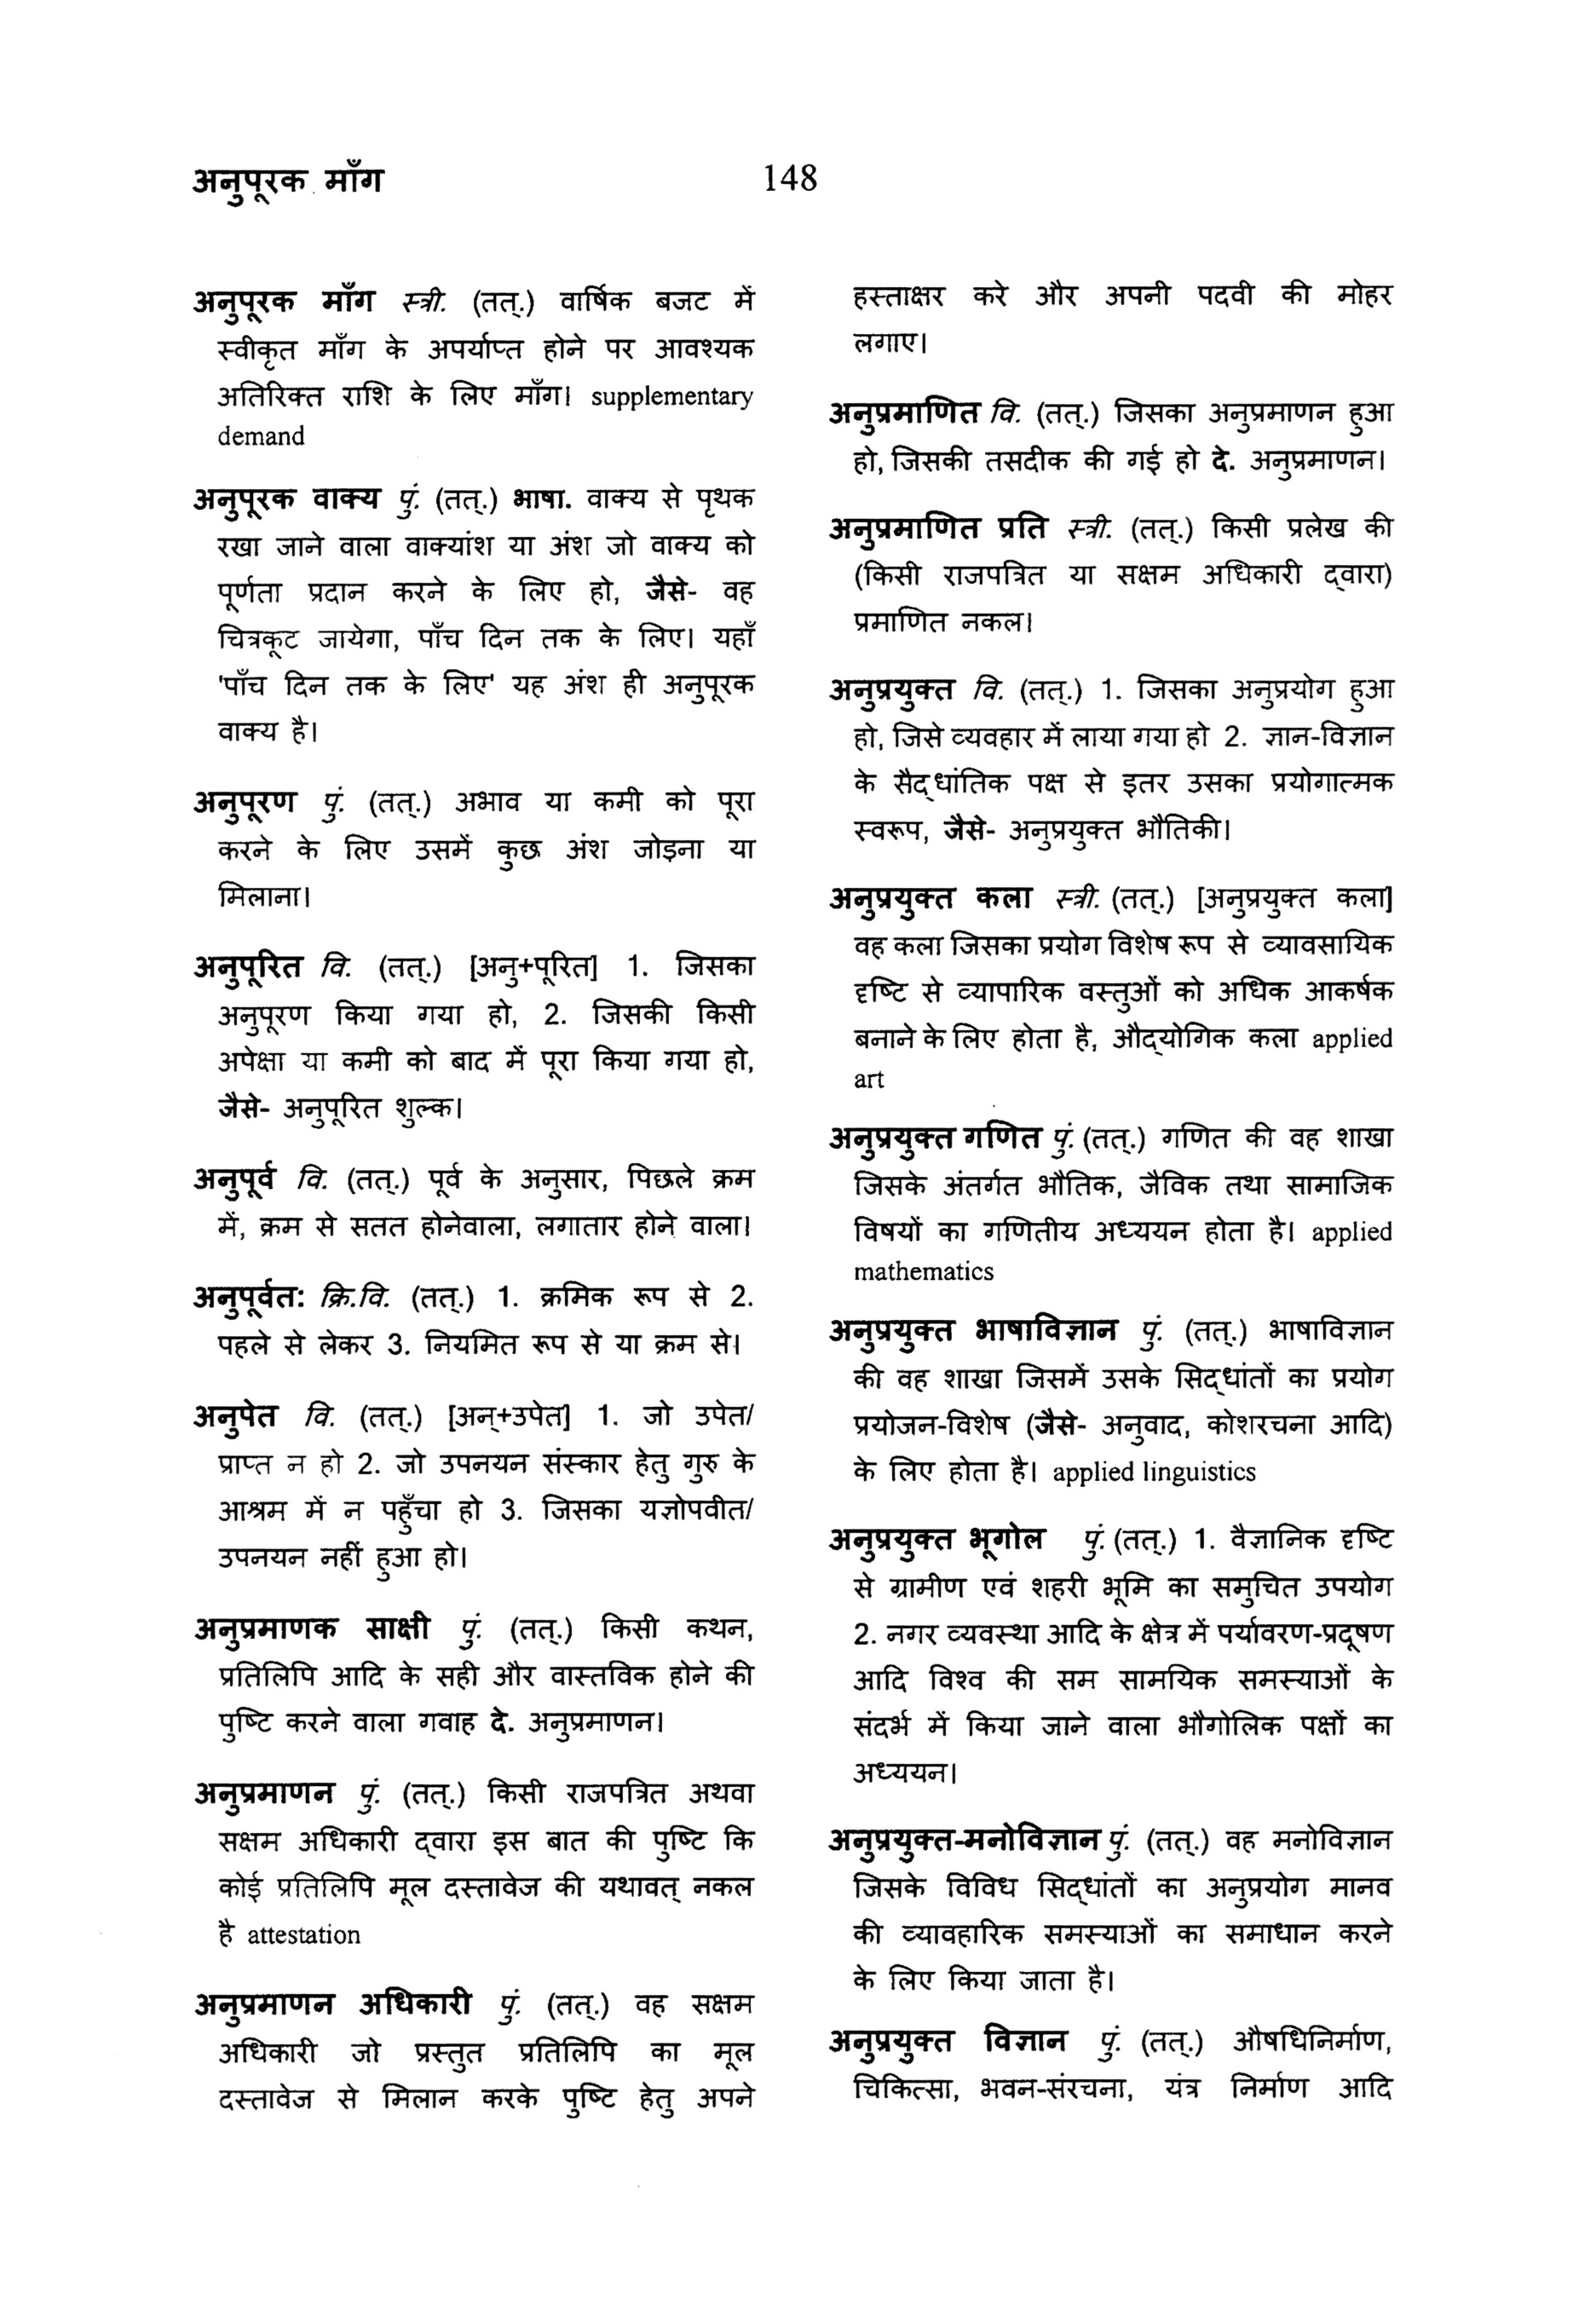 अनुपूरक माँग
148
अनुपूरक माँग स्त्री. (तत्.) वार्षिक बजट में
स्वीकृत माँग के अपर्याप्त होने पर आवश्यक
अतिरिक्त राशि के लिए माँग। supplementary
demand
अनुपूरक वाक्य पुं. (तत्.) भाषा. वाक्य से पृथक
रखा जाने वाला वाक्यांश या अंश जो वाक्य को
पूर्णता प्रदान करने के लिए हो, जैसे- वह
चित्रकूट जायेगा, पाँच दिन तक के लिए। यहाँ
'पाँच दिन तक के लिए' यह अंश ही अनुपूरक
वाक्य है।
अनुपूरण पुं. (तत्.) अभाव या कमी को पूरा
करने के लिए उसमें कुछ अंश जोड़ना या
मिलाना।
अनुपूरित वि. (तत्.) [अनु+पूरित] 1. जिसका
अनुपूरण किया गया हो, 2. जिसकी किसी
अपेक्षा या कमी को बाद में पूरा किया गया हो,
जैसे- अनुपूरित शुल्क।
अनुपूर्व वि. (तत्.) पूर्व के अनुसार, पिछले क्रम
में, क्रम से सतत होनेवाला, लगातार होने वाला।
अनुपूर्वत: क्रि.वि. (तत्.) 1. क्रमिक रूप से 2.
पहले से लेकर 3. नियमित रूप से या क्रम से।
अनुपेत वि. (तत्.) [अन्+उपेत] 1. जो उपेत/
प्राप्त न हो 2. जो उपनयन संस्कार हेतु गुरु के
आश्रम में न पहुँचा हो 3. जिसका यज्ञोपवीत/
उपनयन नहीं हुआ हो।
अनुप्रमाणक साक्षी पुं. (तत्.) किसी कथन,
प्रतिलिपि आदि के सही और वास्तविक होने की
पुष्टि करने वाला गवाह दे. अनुप्रमाणन।
अनुप्रमाणन पुं. (तत्.) किसी राजपत्रित अथवा
सक्षम अधिकारी द्‌वारा इस बात की पुष्टि कि
कोई प्रतिलिपि मूल दस्तावेज की यथावत् नकल
है attestation
अनुप्रमाणन अधिकारी पुं. (तत्.) वह सक्षम
अधिकारी जो प्रस्तुत प्रतिलिपि का मूल
दस्तावेज से मिलान करके पुष्टि हेतु अपने
हस्ताक्षर करे और अपनी पदवी की मोहर
लगाए।
अनुप्रमाणित वि. (तत्.) जिसका अनुप्रमाणन हुआ
हो, जिसकी तसदीक की गई हो दे. अनुप्रमाणन।
अनुप्रमाणित प्रति स्त्री. (तत्.) किसी प्रलेख की
(किसी राजपत्रित या सक्षम अधिकारी द्‌वारा)
प्रमाणित नकल।
अनुप्रयुक्त वि. (तत्.) 1. जिसका अनुप्रयोग हुआ
हो, जिसे व्यवहार में लाया गया हो 2. ज्ञान-विज्ञान
के सैद्‌धांतिक पक्ष से इतर उसका प्रयोगात्मक
स्वरूप, जैसे- अनुप्रयुक्त भौतिकी।
अनुप्रयुक्त कला स्त्री. (तत्.) [अनुप्रयुक्त कला]
वह कला जिसका प्रयोग विशेष रूप से व्यावसायिक
दृष्टि से व्यापारिक वस्तुओं को अधिक आकर्षक
बनाने के लिए होता है, औद्‌योगिक कला applied
art
अनुप्रयुक्त गणित पुं. (तत्.) गणित की वह शाखा
जिसके अंतर्गत भौतिक, जैविक तथा सामाजिक
विषयों का गणितीय अध्ययन होता है। applied
mathematics
अनुप्रयुक्त भाषाविज्ञान पुं. (तत्.) भाषाविज्ञान
की वह शाखा जिसमें उसके सिद्‌धांतों का प्रयोग
प्रयोजन-विशेष (जैसे- अनुवाद, कोशरचना आदि)
के लिए होता है। applied linguistics
अनुप्रयुक्त भूगोल पुं. (तत्.) 1. वैज्ञानिक दृष्टि
से ग्रामीण एवं शहरी भूमि का समुचित उपयोग
2. नगर व्यवस्था आदि के क्षेत्र में पर्यावरण-प्रदूषण
आदि विश्व की सम सामयिक समस्याओं के
संदर्भ में किया जाने वाला भौगोलिक पक्षों का
अध्ययन।
अनुप्रयुक्त-मनोविज्ञान पुं. (तत्.) वह मनोविज्ञान
जिसके विविध सिद्‌धांतों का अनुप्रयोग मानव
की व्यावहारिक समस्याओं का समाधान करने
के लिए किया जाता है।
अनुप्रयुक्त विज्ञान पुं. (तत्.) औषधिनिर्माण,
चिकित्सा, भवन-संरचना, यंत्र निर्माण आदि